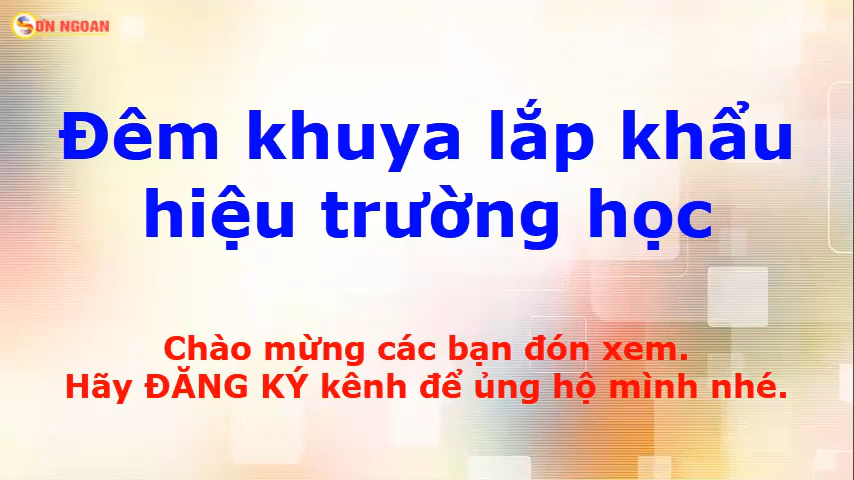 SƠN NGOAN
Đêm khuya lắp khẩu
hiệu trường học
Chào mừng các bạn đón xem.
Hãy ĐĂNG KÝ kênh để ủng hộ mình nhé.